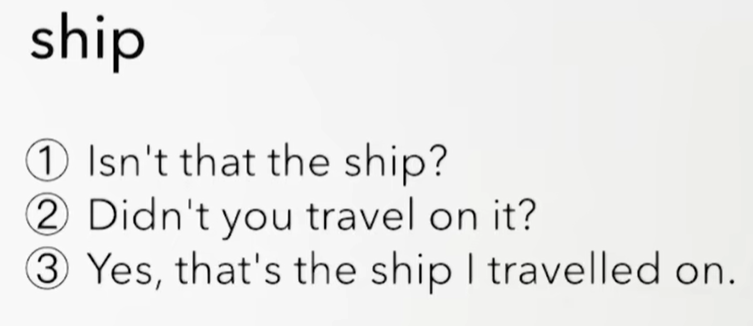 ship
① Isn't that the ship?
② Didn't you travel on it?
③ Yes, that's the ship I travelled on.